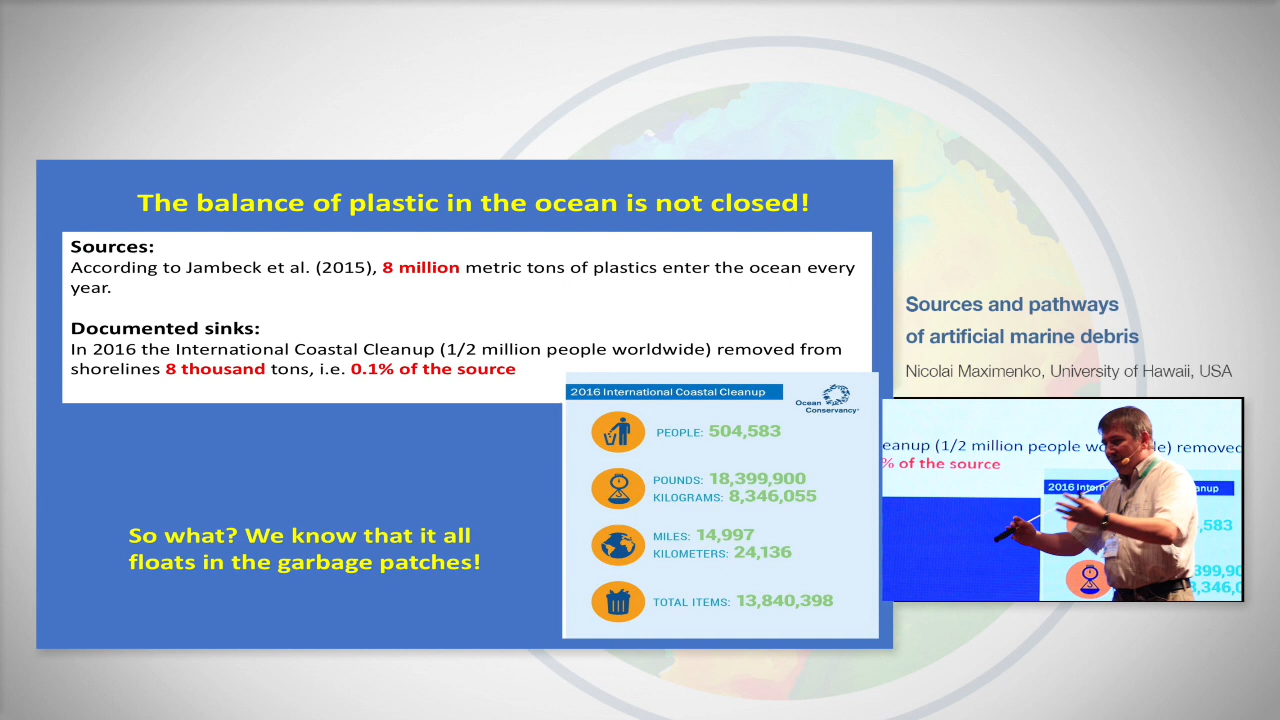 The balance of plastic in the ocean is not closed!
Sources:
According to Jambeck et al. (2015), 8 million metric tons of plastics enter the ocean every
year.
Documented sinks:
In 2016 the International Coastal Cleanup (1/2 million people worldwide) removed from
shorelines 8 thousand tons, i.e. 0.1% of the source
2016 International Coastal Cleanup
Ocean
Conservancy
PEOPLE: 504,583
POUNDS: 18,399,900
KILOGRAMS: 8,346,055
MILES: 14,997
KILOMETERS: 24,136
TOTAL ITEMS: 13,840,398
So what? We know that it all
floats in the garbage patches!
Sources and pathways
of artificial marine debris
Nicolai Maximenko, University of Hawaii, USA
eanup (1/2 million people wo le) removed
% of the source
2016 Intern eanup
,583
399,90
8,346,0